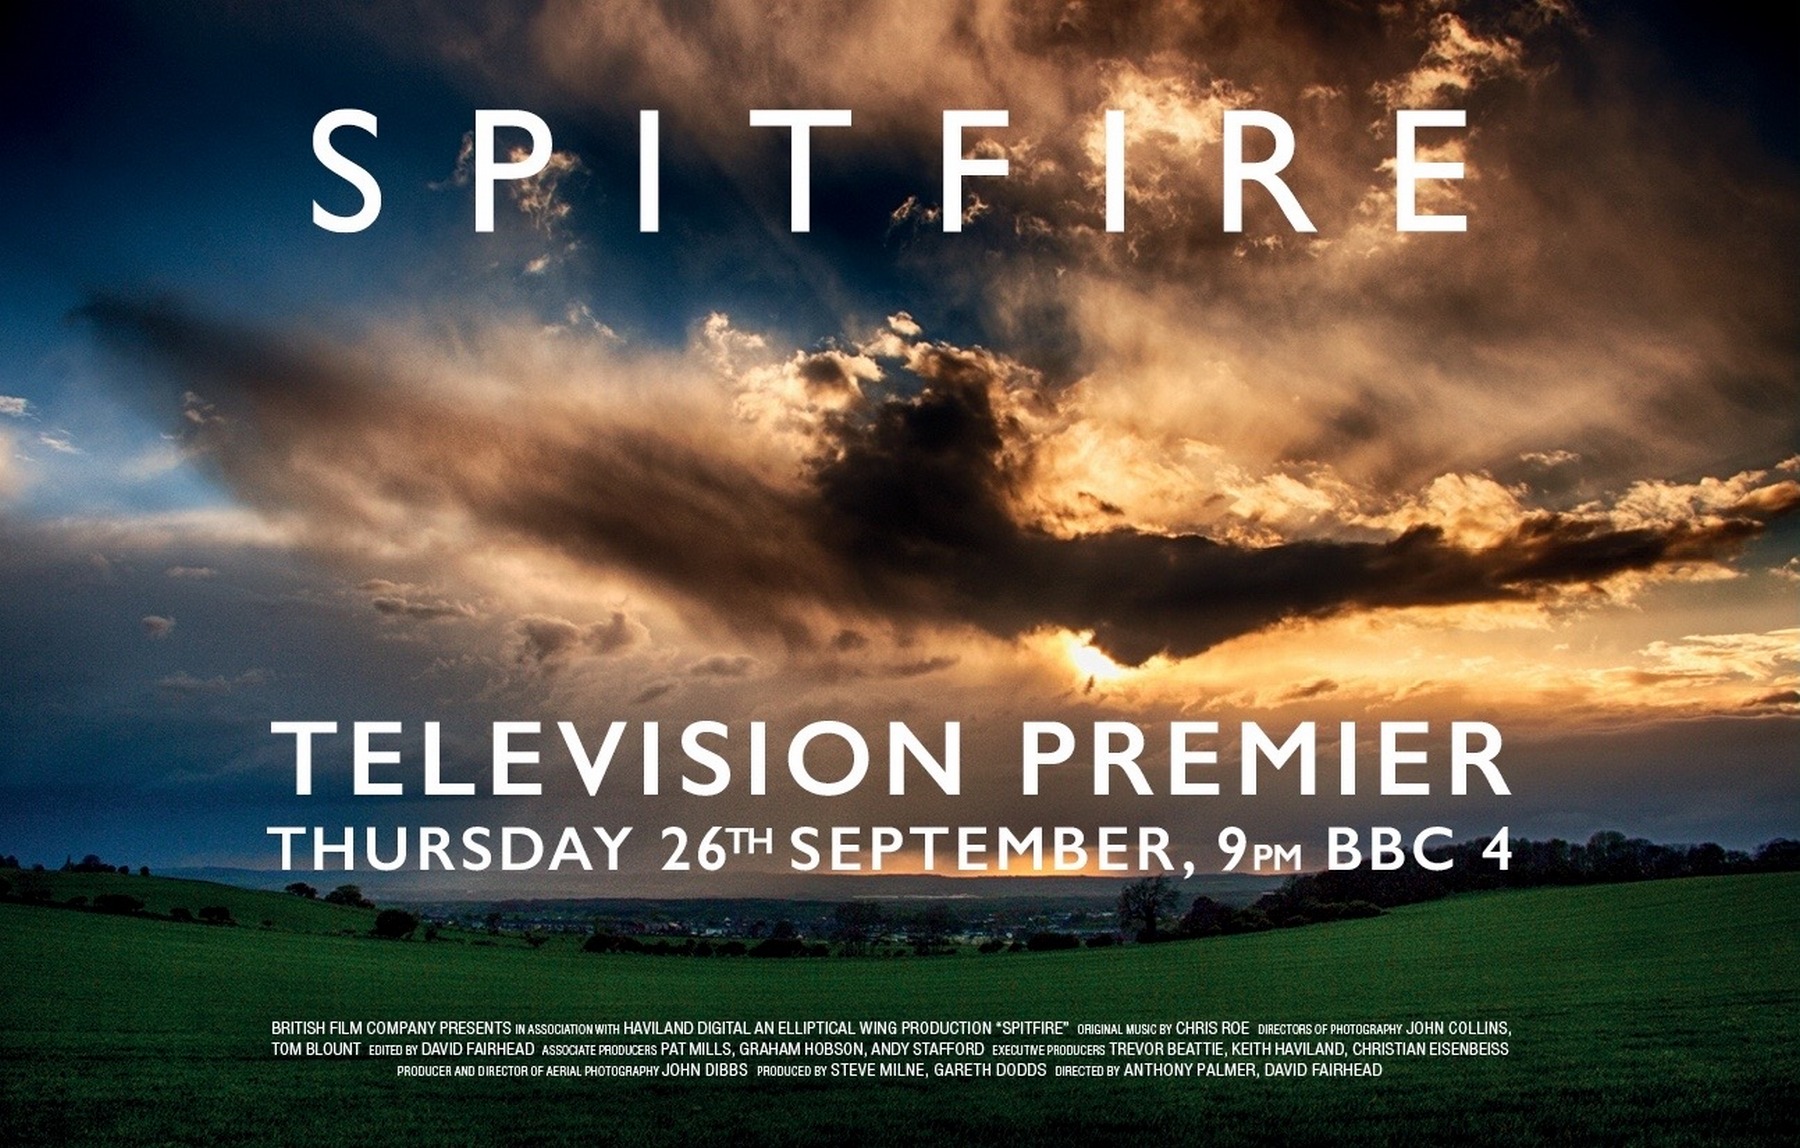 SPITFIRE
TELEVISION PREMIER
THURSDAY 26TH SEPTEMBER, 9PM BBC 4
BRITISH FILM COMPANY PRESENTS IN ASSOCIATION WITH HAVILAND DIGITAL AN ELLIPTICAL WING PRODUCTION "SPITFIRE" ORIGINAL MUSIC BY CHRIS ROE DIRECTORS OF PHOTOGRAPHY JOHN COLLINS,
TOM BLOUNT EDITED BY DAVID FAIRHEAD ASSOCIATE PRODUCERS PAT MILLS, GRAHAM HOBSON, ANDY STAFFORD EXECUTIVE PRODUCERS TREVOR BEATTIE, KEITH HAVILAND, CHRISTIAN EISENBEISS
PRODUCER AND DIRECTOR OF AERIAL PHOTOGRAPHY JOHN DIBBS PRODUCED BY STEVE MILNE, GARETH DODDS DIRECTED BY ANTHONY PALMER, DAVID FAIRHEAD